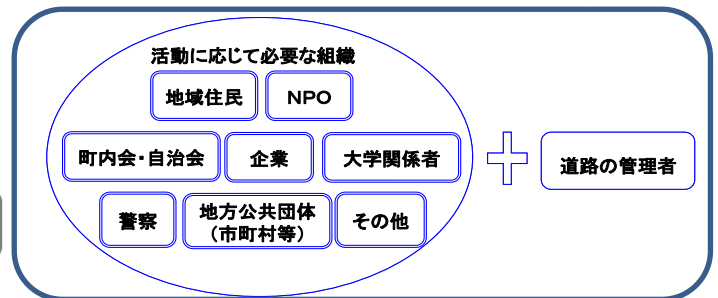 活動に応じて必要な組織
地域住民
NPO
町内会・自治会
企業
大学関係者
道路の管理者
警察
地方公共団体
（市町村等）
その他